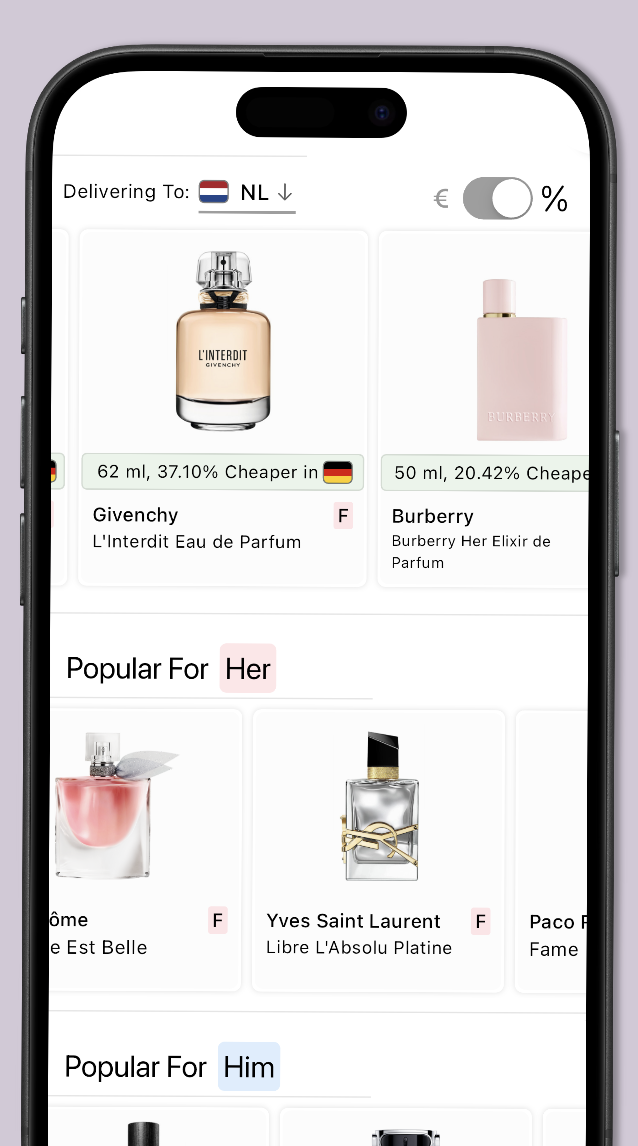 Delivering To: NL ↓
€ %
L'INTERDIT
GIVENCHY
BURBERRY
62 ml, 37.10% Cheaper in
50 ml, 20.42% Cheape
Givenchy F
L'Interdit Eau de Parfum
Burberry
Burberry Her Elixir de
Parfum
Popular For Her
ôme F
e Est Belle
Yves Saint Laurent F
Libre L'Absolu Platine
Paco
Fame
Popular For Him